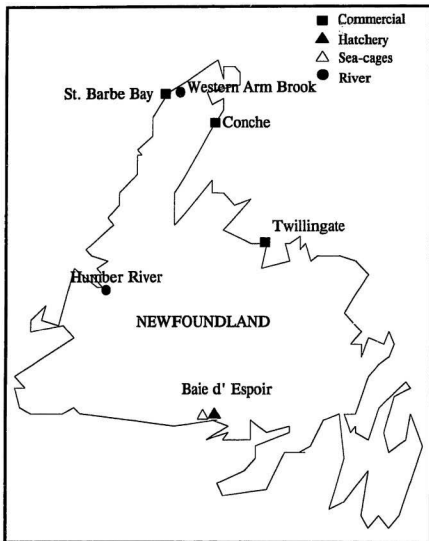 Commercial
Hatchery
Sea-cages
River
St. Barbe Bay
Western Arm Brook
Conche
Twillingate
Humber River
NEWFOUNDLAND
Baie d' Espoir